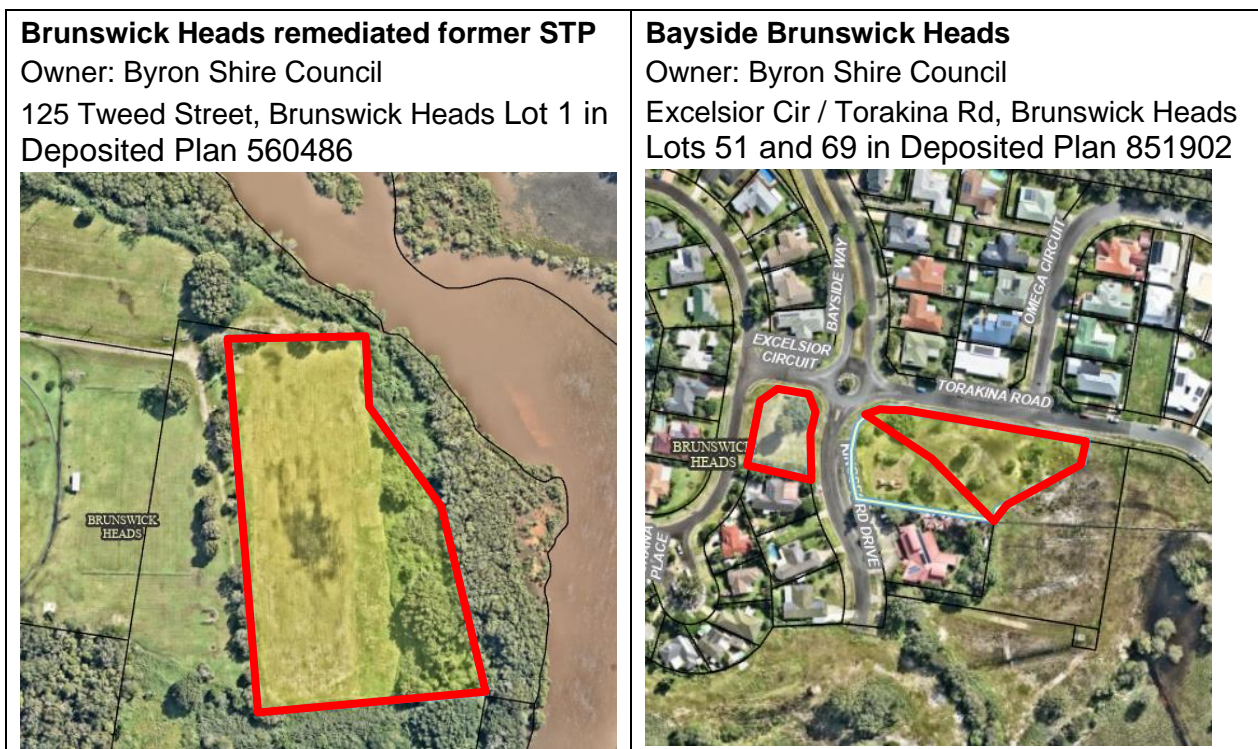 Brunswick Heads remediated former STP
Owner: Byron Shire Council
125 Tweed Street, Brunswick Heads Lot 1 in
Deposited Plan 560486
BRUNSWICK
HEADS
Bayside Brunswick Heads
Owner: Byron Shire Council
Excelsior Cir / Torakina Rd, Brunswick Heads
Lots 51 and 69 in Deposited Plan 851902
BAYSIDE WAY
OMEGA CIRCUIT
EXCELSIOR
CIRCUIT
TORAKINA ROAD
HEADS
DRIVE
PLACE